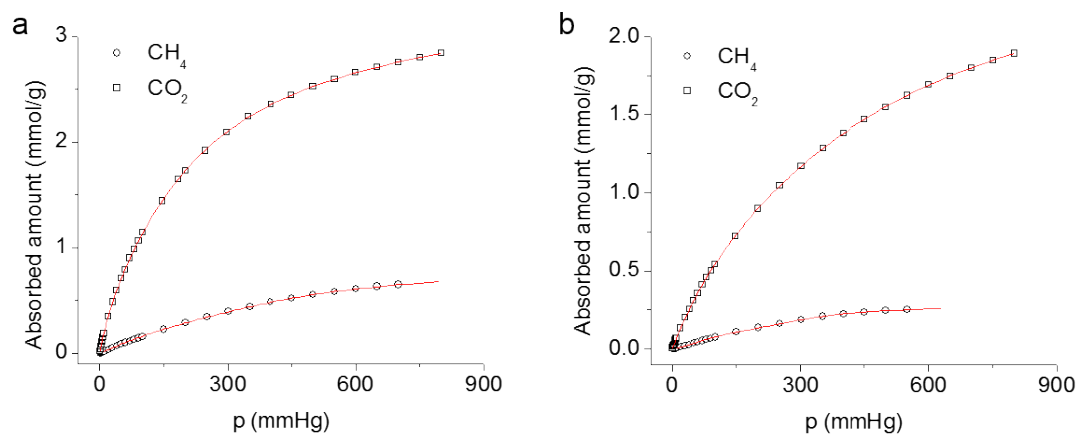 a
CH4
CO2
Absorbed amount (mmol/g)
3
2
1
0
0 300 600 900
p (mmHg)
b
CH4
CO2
Absorbed amount (mmol/g)
2.0
1.5
1.0
0.5
0.0
0 300 600 900
p (mmHg)